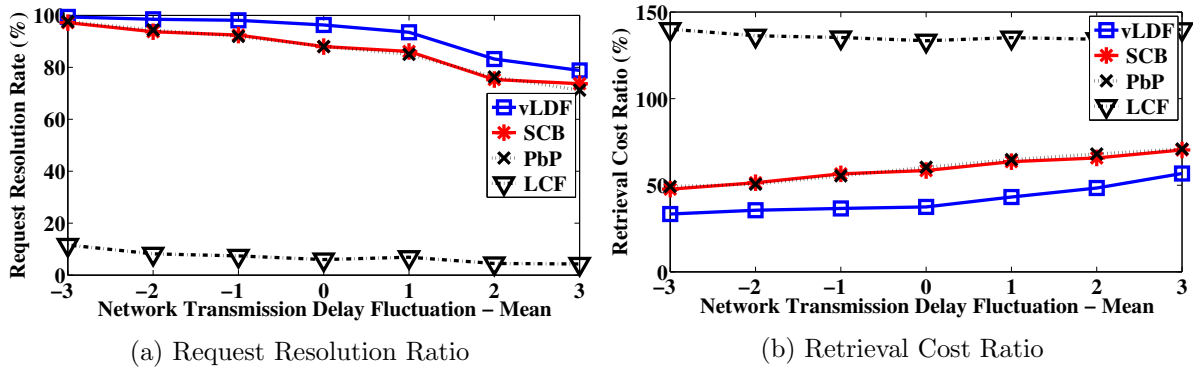 100
80
60
40
20
0
Request Resolution Rate (%)
vLDF
SCB
PbP
LCF
−3 −2 −1 0 1 2 3
Network Transmission Delay Fluctuation − Mean
(a) Request Resolution Ratio
150
100
50
0
Retrieval Cost Ratio (%)
vLDF
SCB
PbP
LCF
−3 −2 −1 0 1 2 3
Network Transmission Delay Fluctuation − Mean
(b) Retrieval Cost Ratio